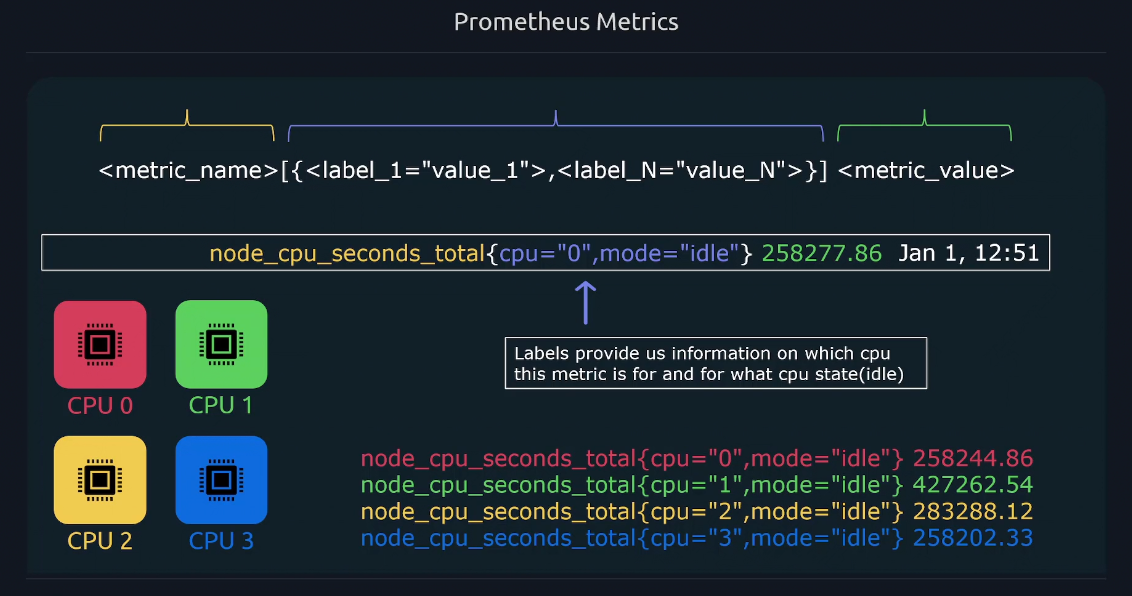 Prometheus Metrics
<metric_name>[{<label_1="value_1">,<label_N="value_N">}] <metric_value>
node_cpu_seconds_total{cpu="0",mode="idle"} 258277.86 Jan 1, 12:51
Labels provide us information on which cpu
this metric is for and for what cpu state(idle)
CPU 0
CPU 1
CPU 2
CPU 3
node_cpu_seconds_total{cpu="0",mode="idle"} 258244.86
node_cpu_seconds_total{cpu="1",mode="idle"} 427262.54
node_cpu_seconds_total{cpu="2",mode="idle"} 283288.12
node_cpu_seconds_total{cpu="3",mode="idle"} 258202.33